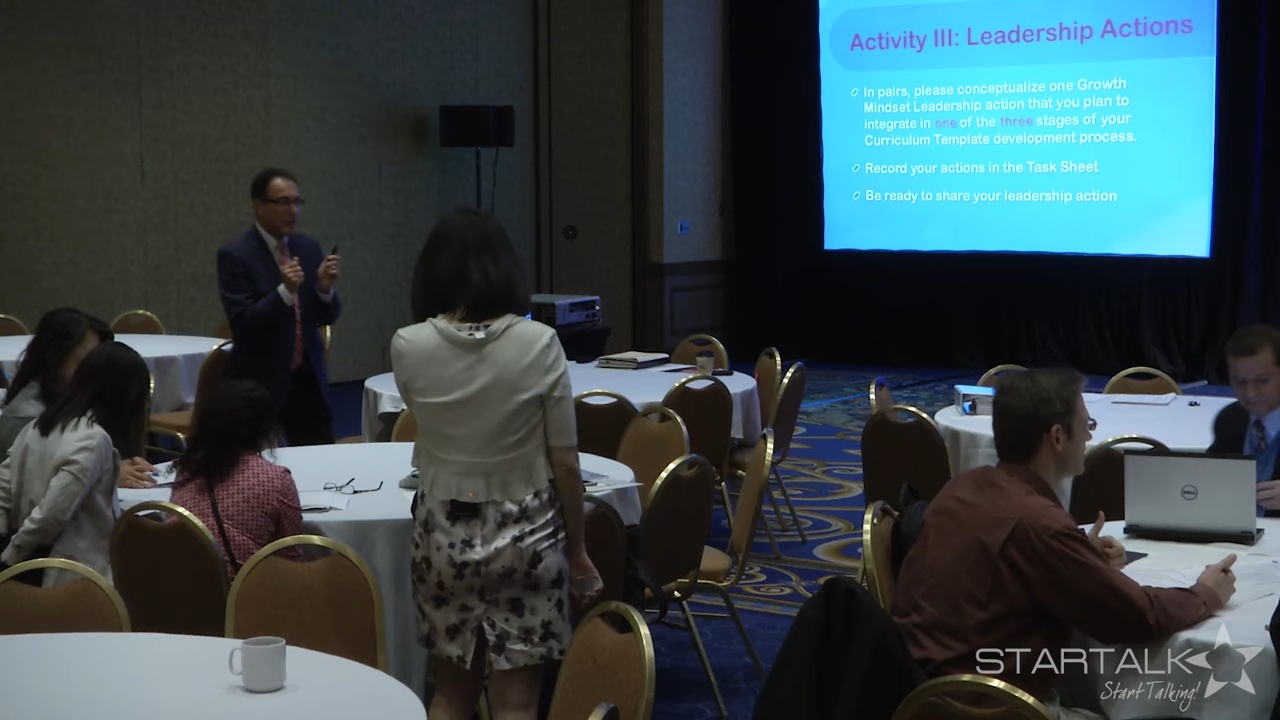 Activity III: Leadership Actions
In pairs, please conceptualize one Growth
Mindset Leadership action that you plan to
integrate in one of the three stages of your
Curriculum Template development process.
Record your actions in the Task Sheet
Be ready to share your leadership action
DELL
STARTALK
Start Talking!